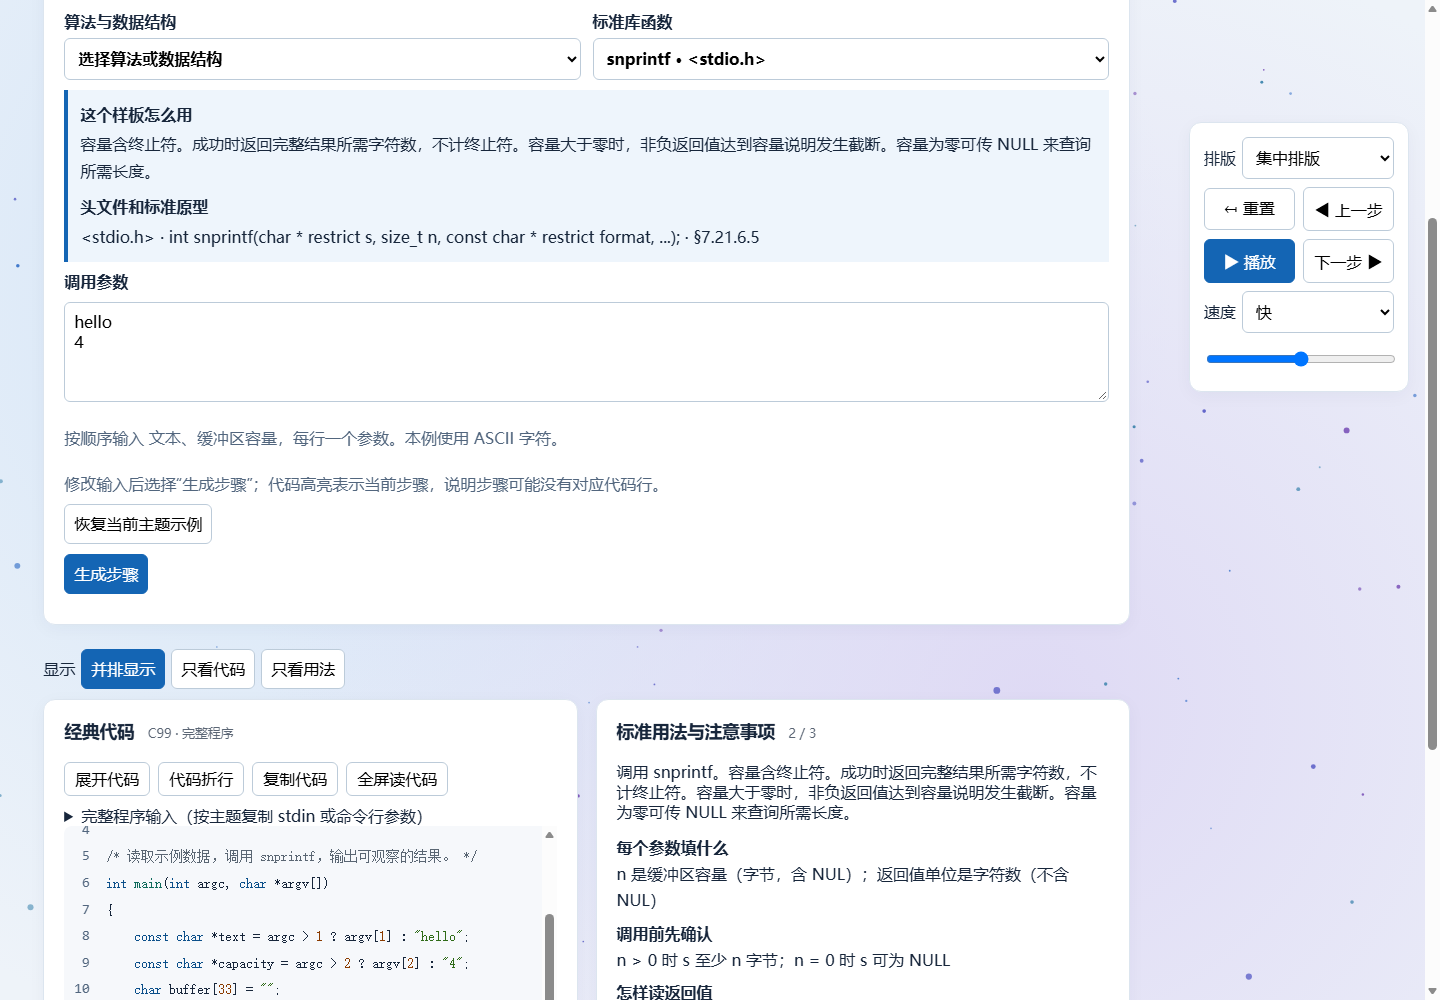 算法与数据结构
标准库函数
选择算法或数据结构
snprintf • <stdio.h>
这个样板怎么用
容量含终止符。成功时返回完整结果所需字符数，不计终止符。容量大于零时，非负返回值达到容量说明发生截断。容量为零可传 NULL 来查询
所需长度。
头文件和标准原型
<stdio.h> · int snprintf(char * restrict s, size_t n, const char * restrict format, ...); · §7.21.6.5
调用参数
hello
4
按顺序输入 文本、缓冲区容量，每行一个参数。本例使用 ASCII 字符。
修改输入后选择“生成步骤”；代码高亮表示当前步骤，说明步骤可能没有对应代码行。
恢复当前主题示例
生成步骤
排版 集中排版
↤ 重置
◀ 上一步
▶ 播放
下一步 ▶
速度 快
显示 并排显示 只看代码 只看用法
经典代码 C99 · 完整程序
展开代码 代码折行 复制代码 全屏读代码
▶ 完整程序输入（按主题复制 stdin 或命令行参数）
4
5 /* 读取示例数据，调用 snprintf，输出可观察的结果。 */
6 int main(int argc, char *argv[])
7 {
8 const char *text = argc > 1 ? argv[1] : "hello";
9 const char *capacity = argc > 2 ? argv[2] : "4";
10 char buffer[33] = "";
标准用法与注意事项 2 / 3
调用 snprintf。容量含终止符。成功时返回完整结果所需字符数，不
计终止符。容量大于零时，非负返回值达到容量说明发生截断。容量
为零可传 NULL 来查询所需长度。
每个参数填什么
n 是缓冲区容量（字节，含 NUL）；返回值单位是字符数（不含
NUL）
调用前先确认
n > 0 时 s 至少 n 字节；n = 0 时 s 可为 NULL
怎样读返回值